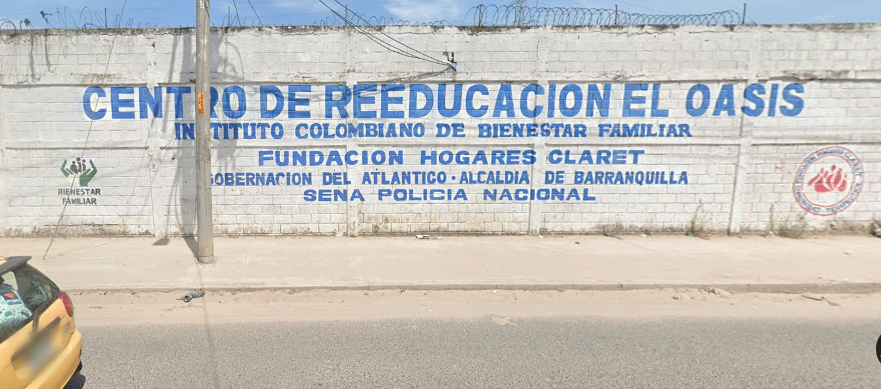 CENTRO DE REEDUCACION EL OASIS
INSTITUTO COLOMBIANO DE BIENESTAR FAMILIAR
FUNDACION HOGARES CLARET
GOBERNACION DEL ATLANTICO - ALCALDIA DE BARRANQUILLA
SENA POLICIA NACIONAL
BIENESTAR
FAMILIAR